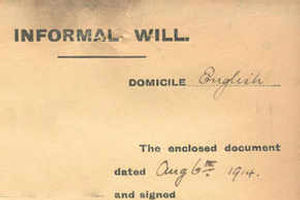 INFORMAL WILL.
DOMICILE English
The enclosed document
dated Aug 6th 1914.
and signed